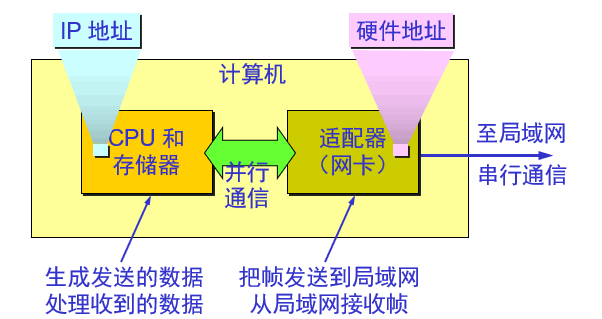 IP 地址
硬件地址
计算机
CPU 和
存储器
并行
通信
适配器
（网卡）
至局域网
串行通信
生成发送的数据
处理收到的数据
把帧发送到局域网
从局域网接收帧